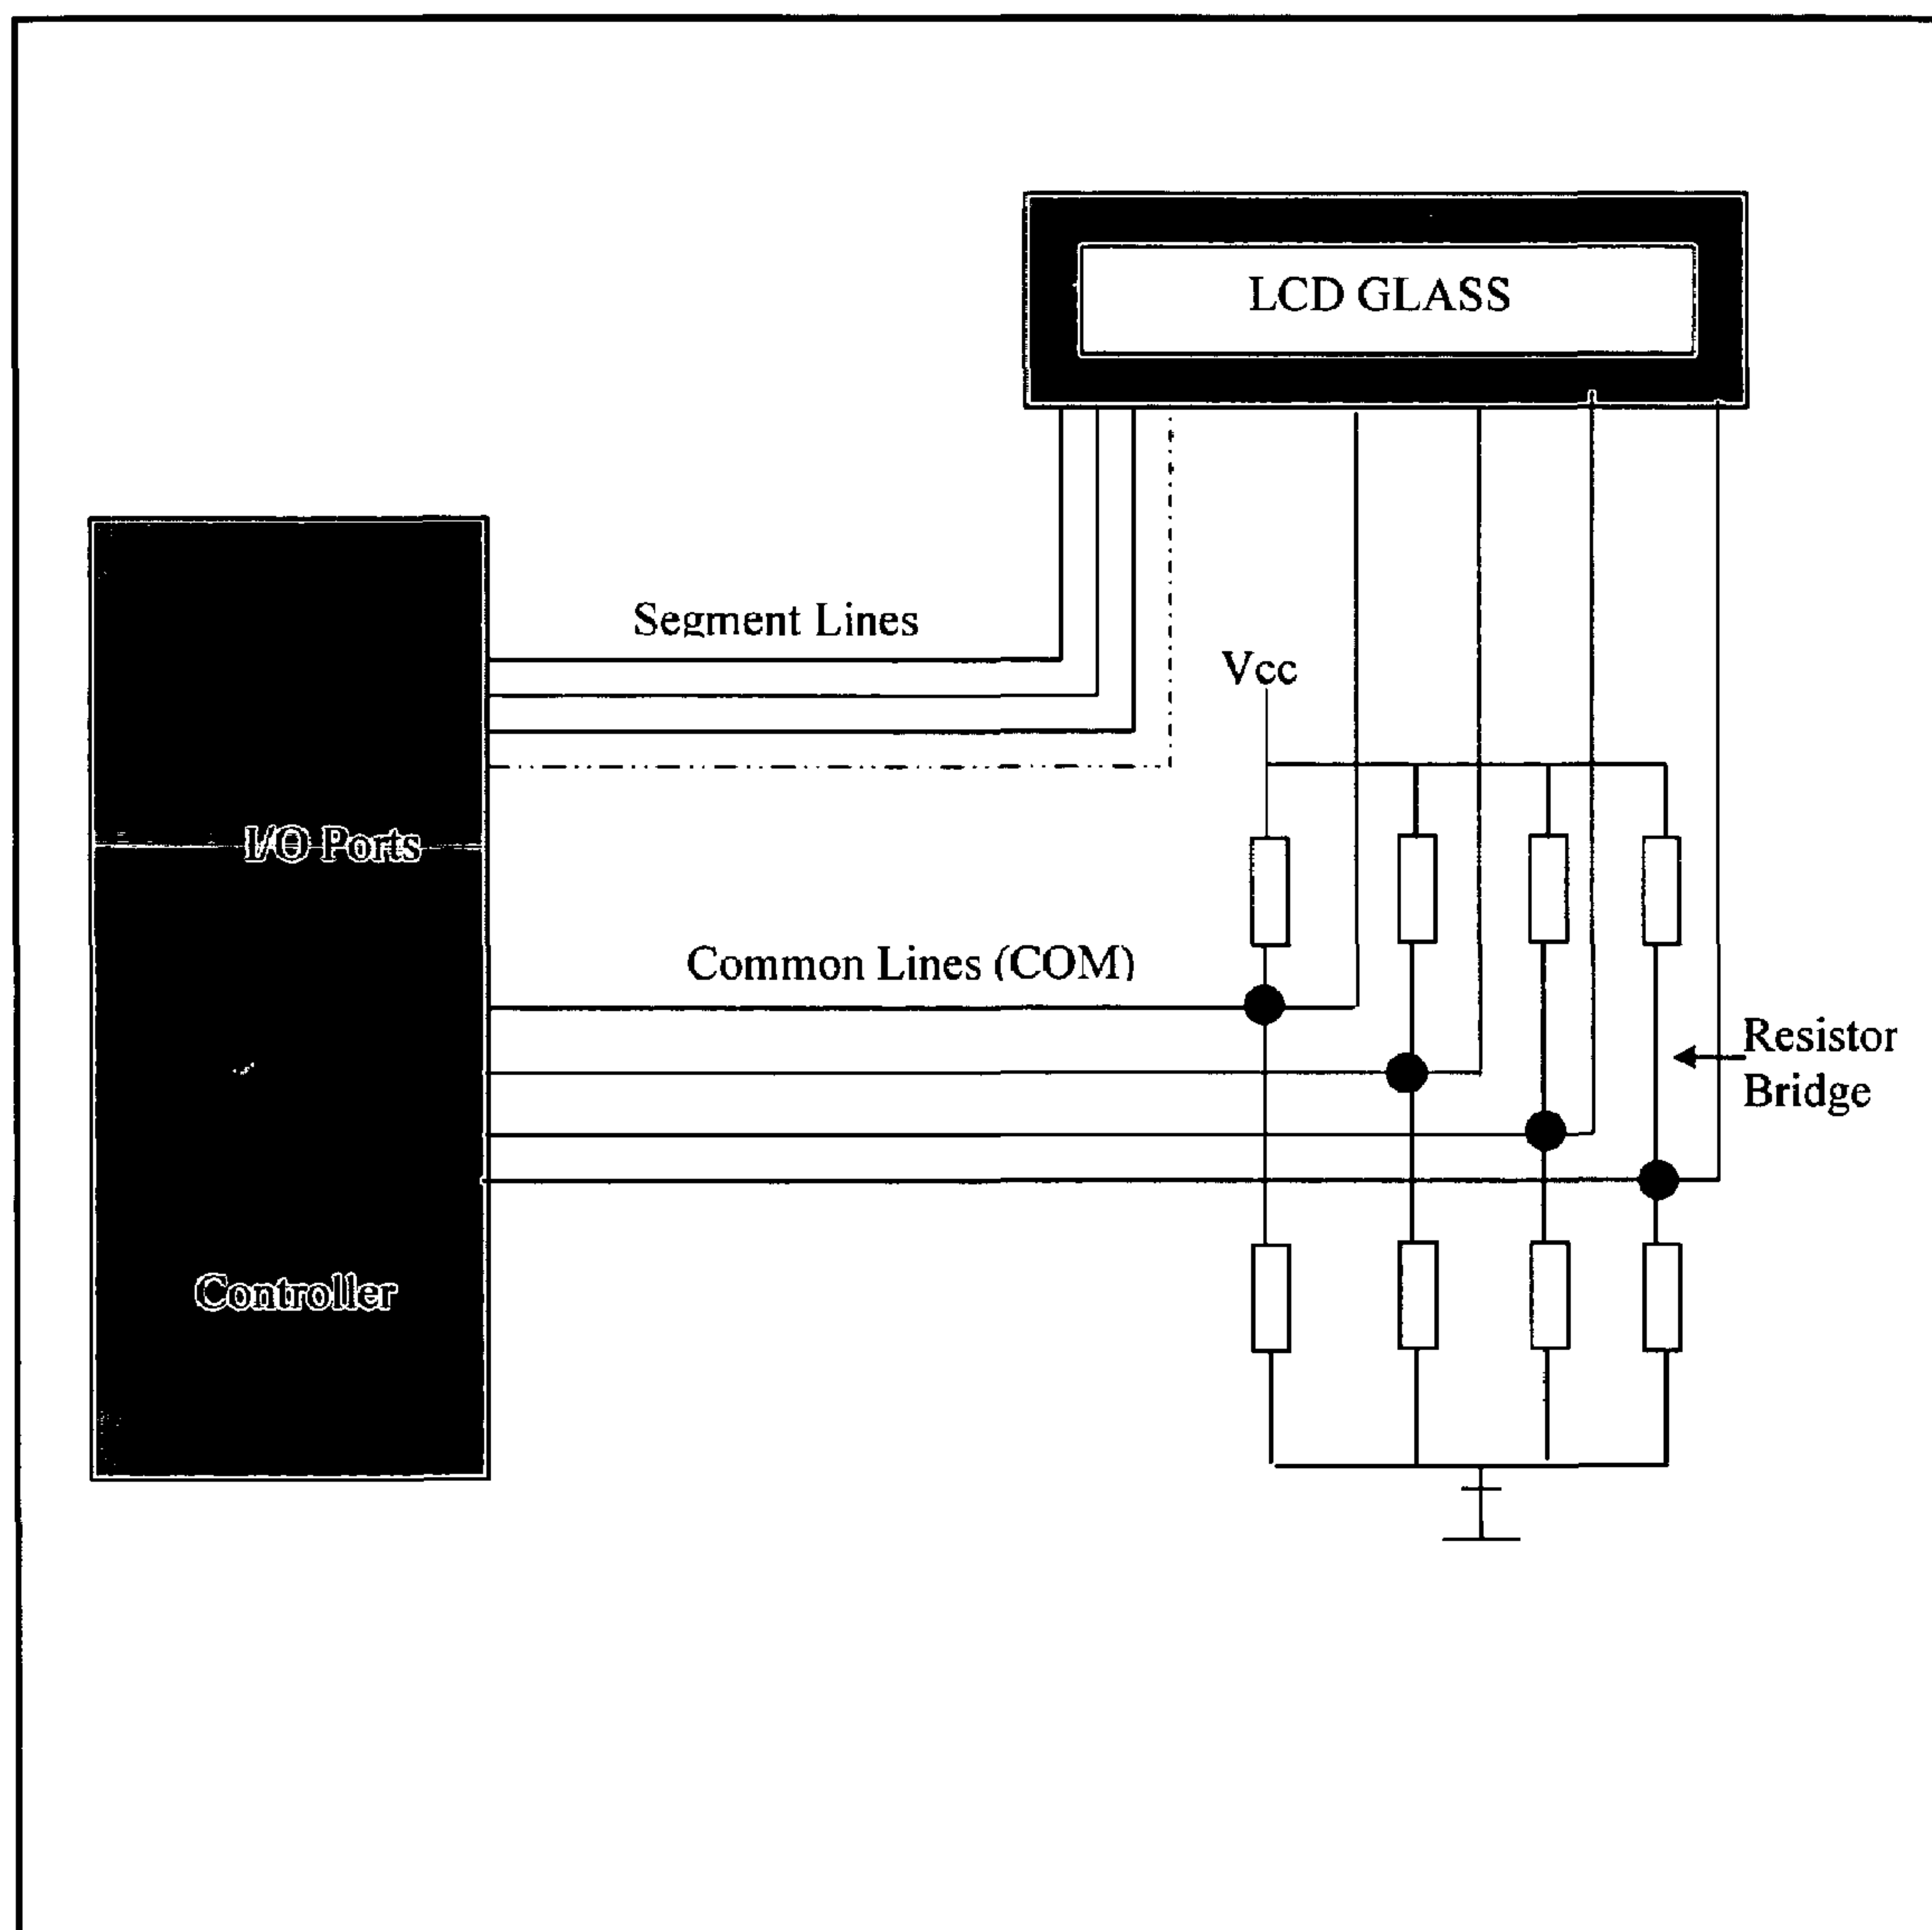 LCD GLASS
Segment Lines
Vcc
I/O Ports
Common Lines (COM)
Resistor
Bridge
Controller